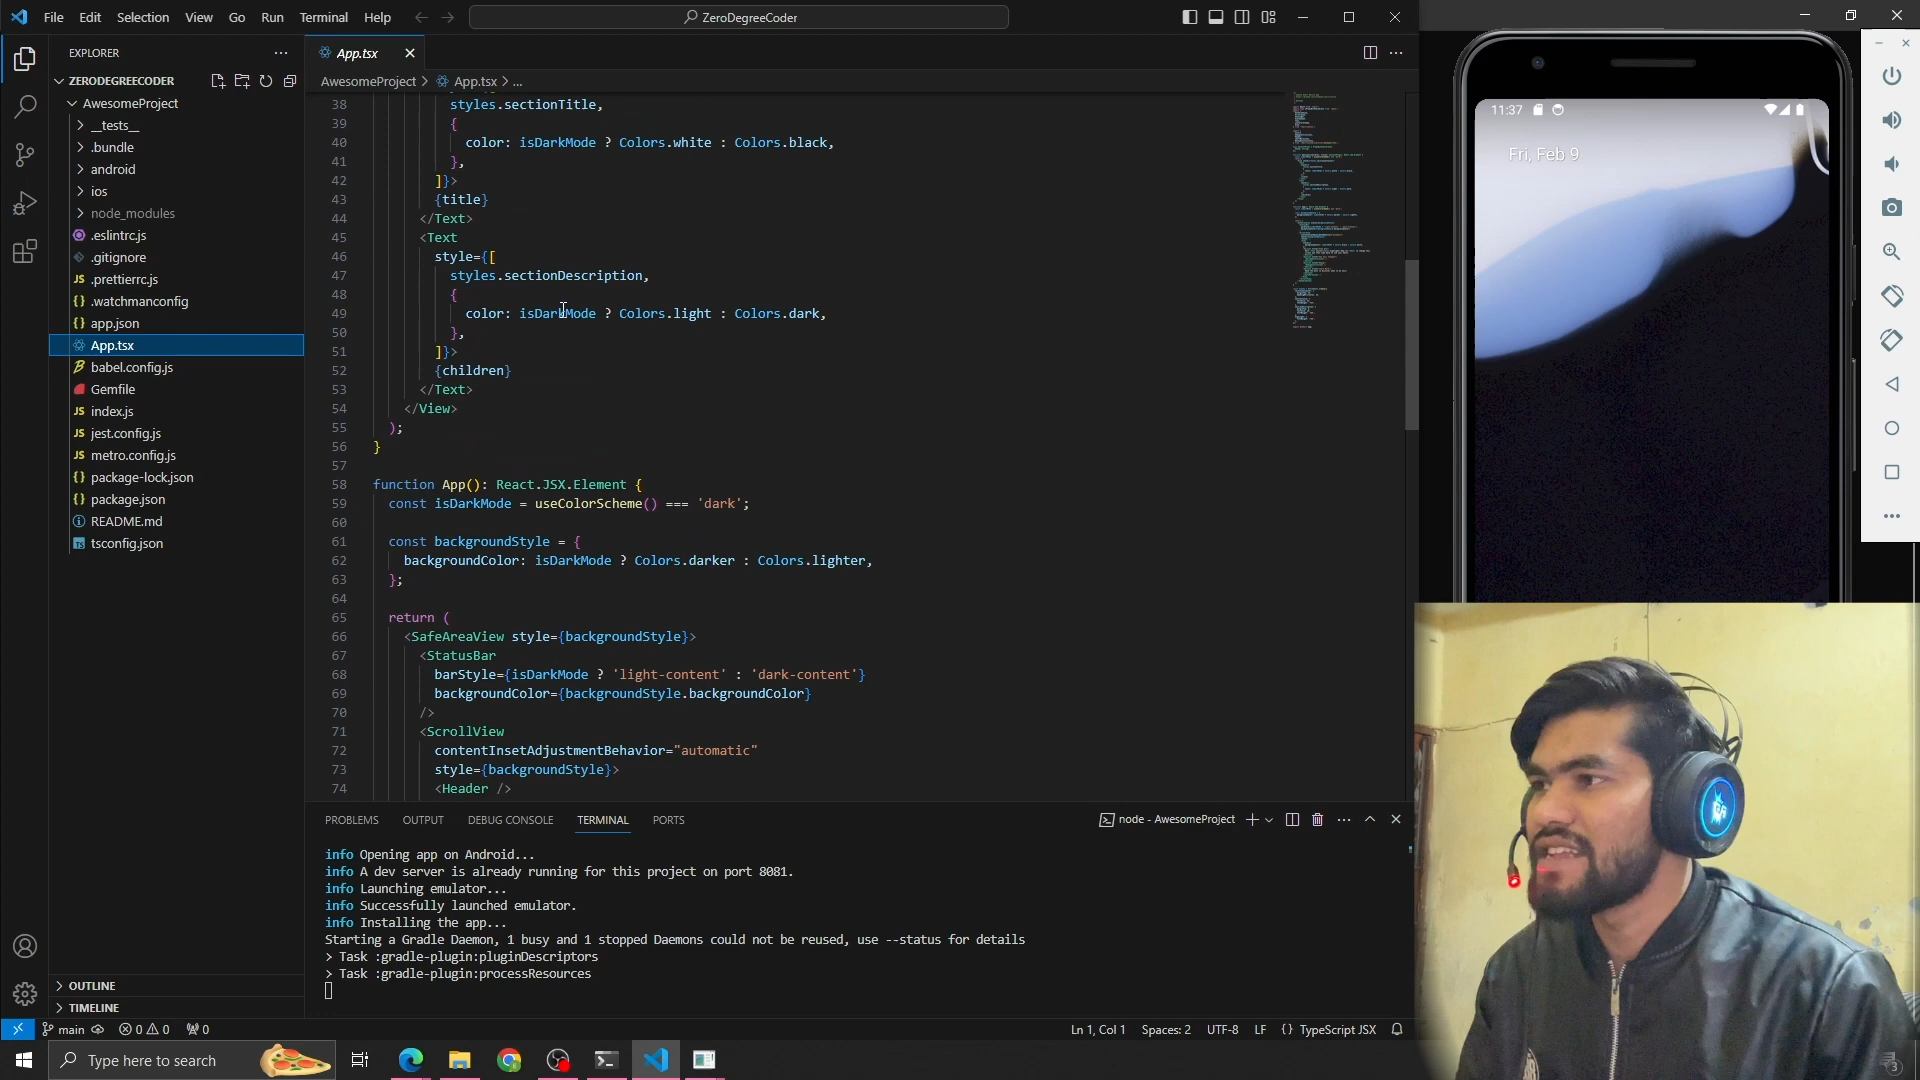 File Edit Selection View Go Run Terminal Help
ZeroDegreeCoder
EXPLORER
ZERODEGREECODER
AwesomeProject
__tests__
.bundle
android
ios
node_modules
.eslintrc.js
.gitignore
JS .prettierrc.js
{} .watchmanconfig
{} app.json
App.tsx
babel.config.js
Gemfile
JS index.js
JS jest.config.js
JS metro.config.js
{} package-lock.json
{} package.json
README.md
TS tsconfig.json
OUTLINE
TIMELINE
App.tsx
AwesomeProject > App.tsx > ...
38 styles.sectionTitle,
39 {
40 color: isDarkMode ? Colors.white : Colors.black,
41 },
42 ]}>
43 {title}
44 </Text>
45 <Text
46 style={[
47 styles.sectionDescription,
48 {
49 color: isDarkMode ? Colors.light : Colors.dark,
50 },
51 ]}>
52 {children}
53 </Text>
54 </View>
55 );
56 }
57
58 function App(): React.JSX.Element {
59 const isDarkMode = useColorScheme() === 'dark';
60
61 const backgroundStyle = {
62 backgroundColor: isDarkMode ? Colors.darker : Colors.lighter,
63 };
64
65 return (
66 <SafeAreaView style={backgroundStyle}>
67 <StatusBar
68 barStyle={isDarkMode ? 'light-content' : 'dark-content'}
69 backgroundColor={backgroundStyle.backgroundColor}
70 />
71 <ScrollView
72 contentInsetAdjustmentBehavior="automatic"
73 style={backgroundStyle}>
74 <Header />
PROBLEMS OUTPUT DEBUG CONSOLE TERMINAL PORTS
node - AwesomeProject
info Opening app on Android...
info A dev server is already running for this project on port 8081.
info Launching emulator...
info Successfully launched emulator.
info Installing the app...
Starting a Gradle Daemon, 1 busy and 1 stopped Daemons could not be reused, use --status for details
> Task :gradle-plugin:pluginDescriptors
> Task :gradle-plugin:processResources
main 0 0 0
Ln 1, Col 1 Spaces: 2 UTF-8 LF {} TypeScript JSX
Type here to search
11:37
Fri, Feb 9
3